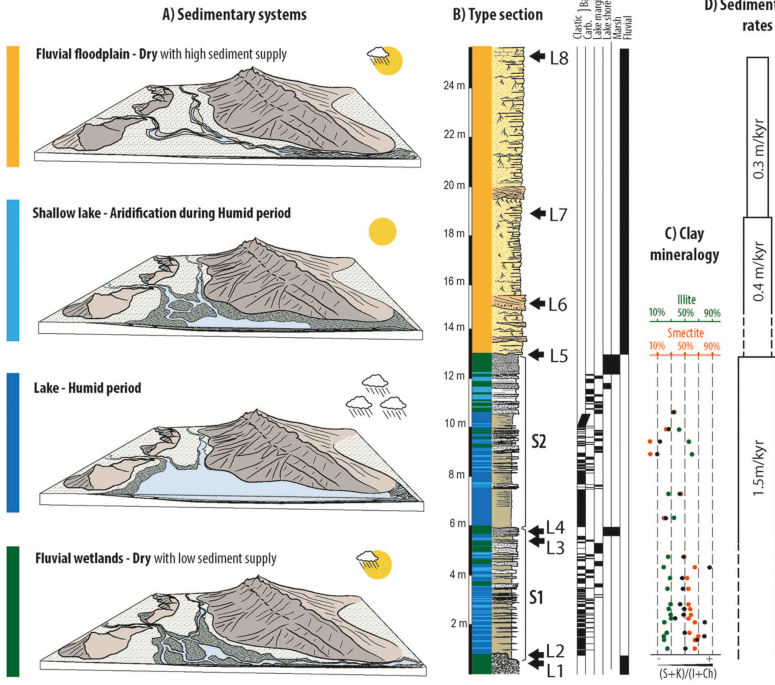 A) Sedimentary systems
Fluvial floodplain - Dry with high sediment supply
Shallow lake - Aridification during Humid period
Lake - Humid period
Fluvial wetlands - Dry with low sediment supply
B) Type section
Clastic
Carb.
Lake margin
Lake shore
Marsh
Fluvial
24 m
22 m
20 m
18 m
16 m
14 m
12 m
10 m
8 m
6 m
4 m
2 m
L8
L7
L6
L5
S2
L4
L3
S1
L2
L1
C) Clay
mineralogy
Illite
10% 50% 90%
Smectite
10% 50% 90%
- +
(S+K)/(I+Ch)
rates
0.3 m/kyr
0.4 m/kyr
1.5m/kyr